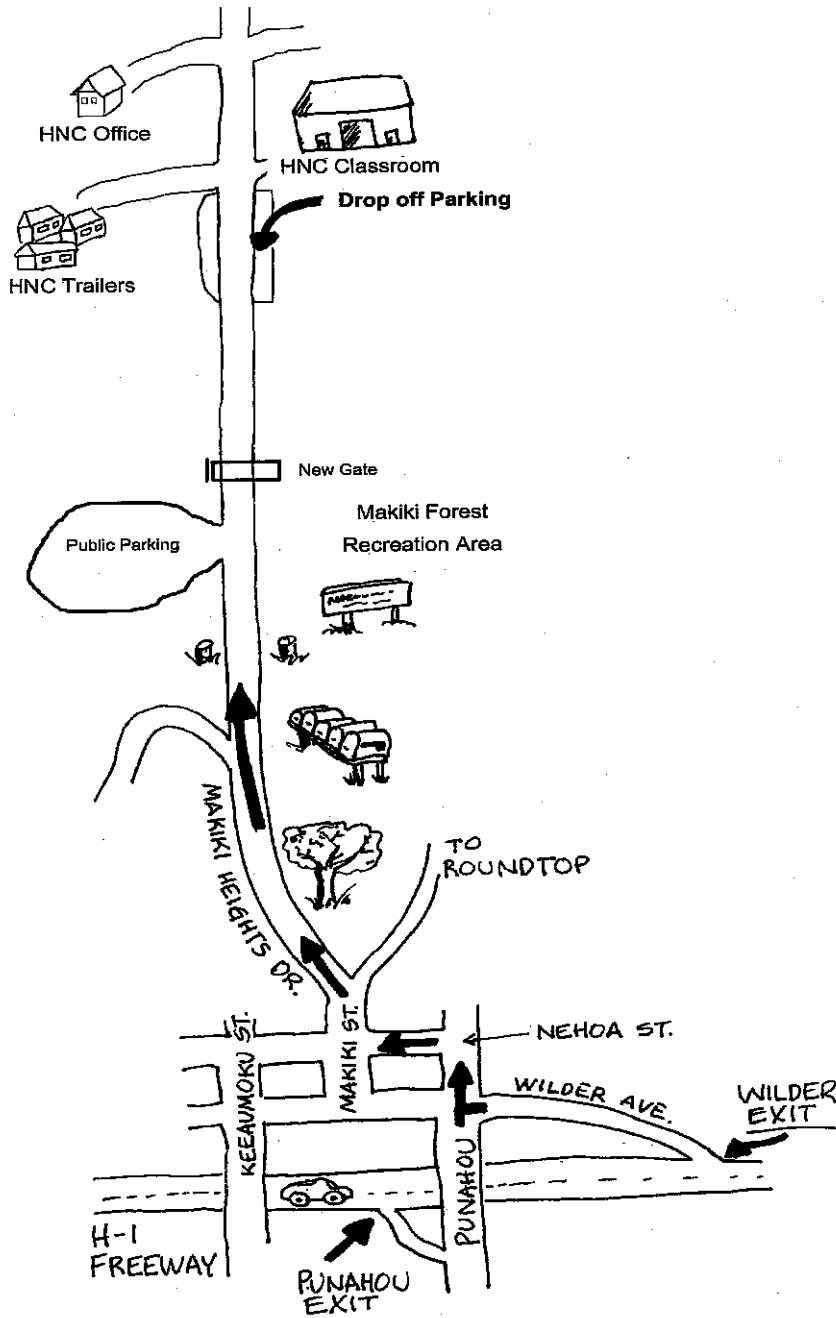 HNC Office
HNC Classroom
Drop off Parking
HNC Trailers
New Gate
Makiki Forest
Recreation Area
Public Parking
MAKIKI HEIGHTS DR.
TO
ROUNDTOP
KEEAUMOKU ST.
MAKIKI ST.
NEHOA ST.
WILDER AVE.
WILDER
EXIT
PUNAHOU
H-1
FREEWAY
PUNAHOU
EXIT